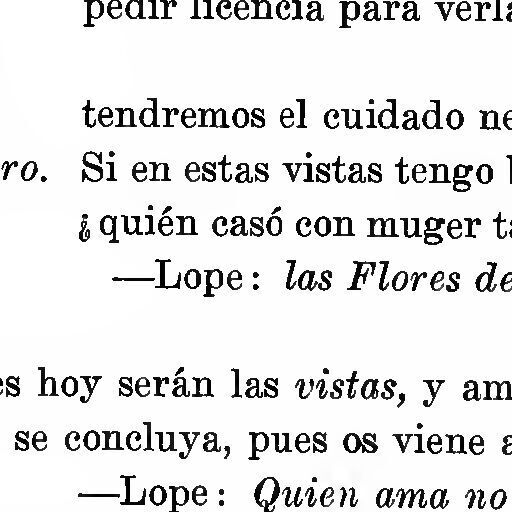 pedir licencia para verla
tendremos el cuidado ne
ro. Si en estas vistas tengo
¿quién casó con muger ta
—Lope: las Flores de
es hoy serán las vistas, y am
se concluya, pues os viene a
—Lope: Quien ama no